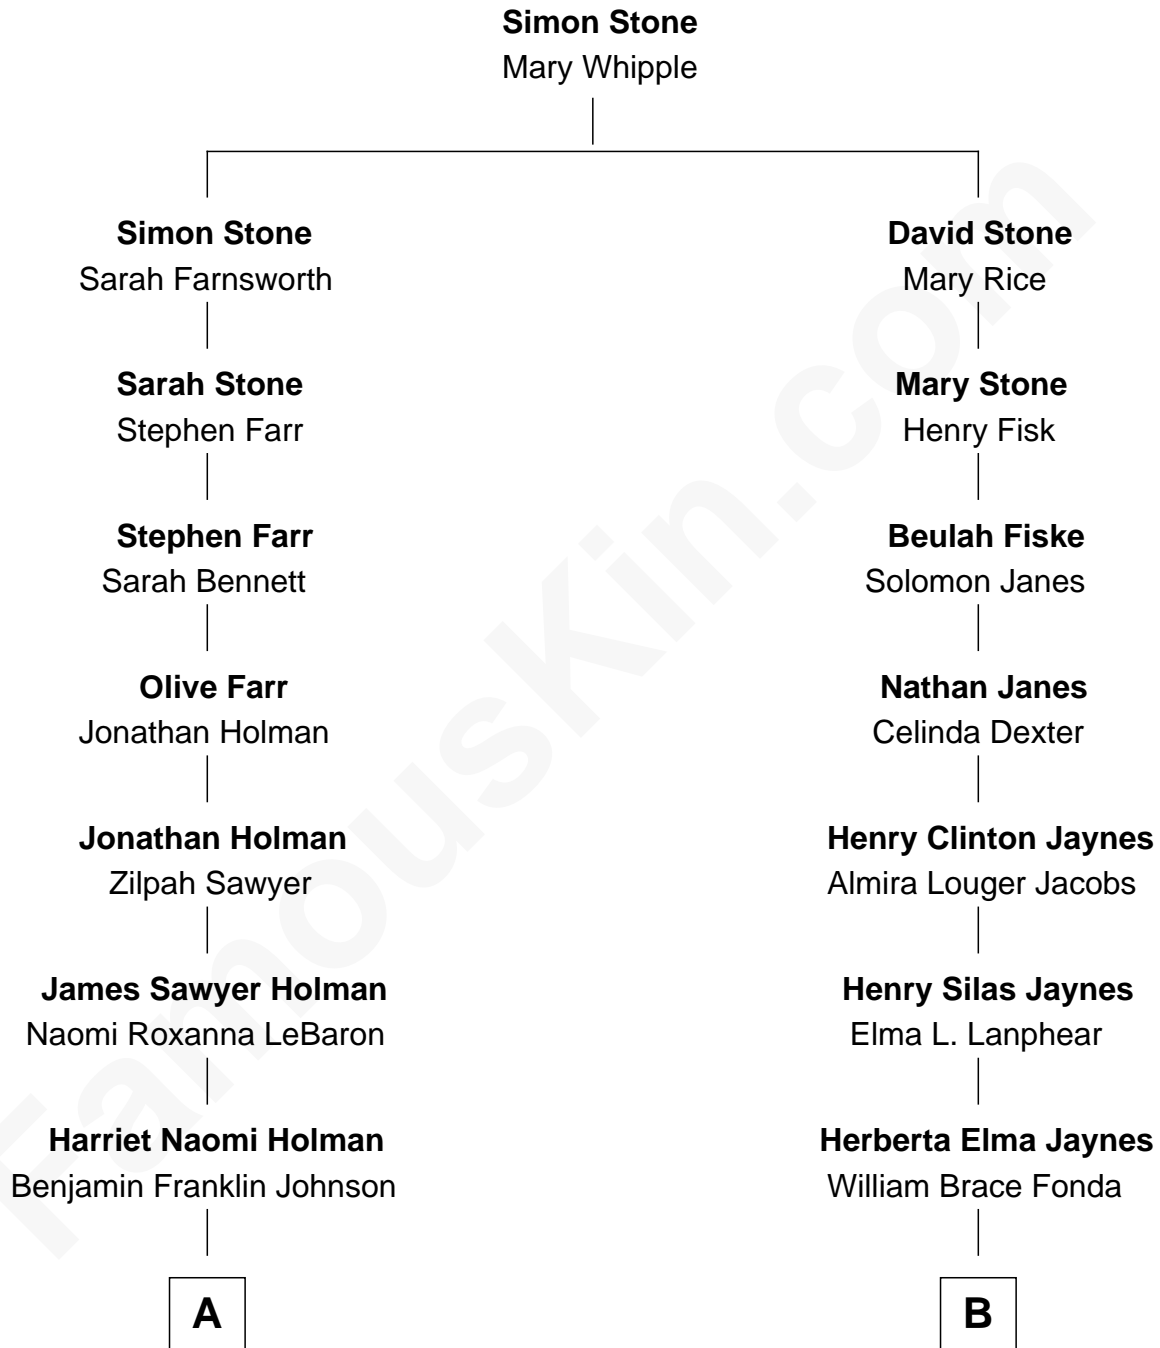 Simon Stone
Mary Whipple
Simon Stone
Sarah Farnsworth
David Stone
Mary Rice
Sarah Stone
Stephen Farr
Mary Stone
Henry Fisk
Stephen Farr
Sarah Bennett
Beulah Fiske
Solomon Janes
Olive Farr
Jonathan Holman
Nathan Janes
Celinda Dexter
Jonathan Holman
Zilpah Sawyer
Henry Clinton Jaynes
Almira Louger Jacobs
James Sawyer Holman
Naomi Roxanna LeBaron
Henry Silas Jaynes
Elma L. Lanphear
Harriet Naomi Holman
Benjamin Franklin Johnson
Herberta Elma Jaynes
William Brace Fonda
A
B
FamousKin.com